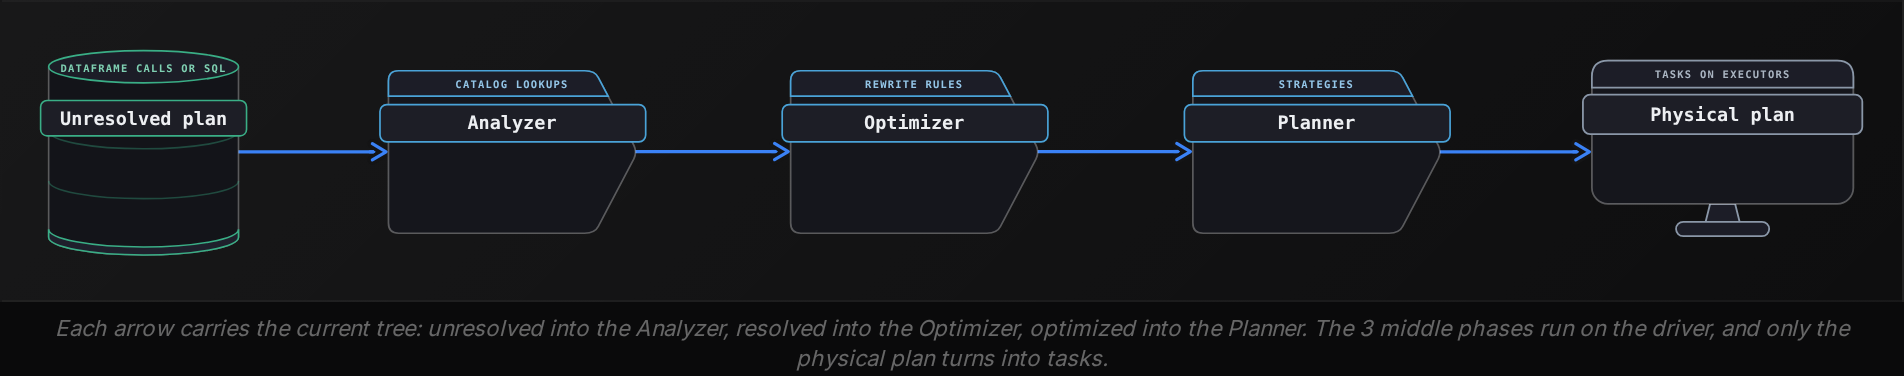 DATAFRAME CALLS OR SQL
Unresolved plan
CATALOG LOOKUPS
Analyzer
REWRITE RULES
Optimizer
STRATEGIES
Planner
TASKS ON EXECUTORS
Physical plan
Each arrow carries the current tree: unresolved into the Analyzer, resolved into the Optimizer, optimized into the Planner. The 3 middle phases run on the driver, and only the
physical plan turns into tasks.